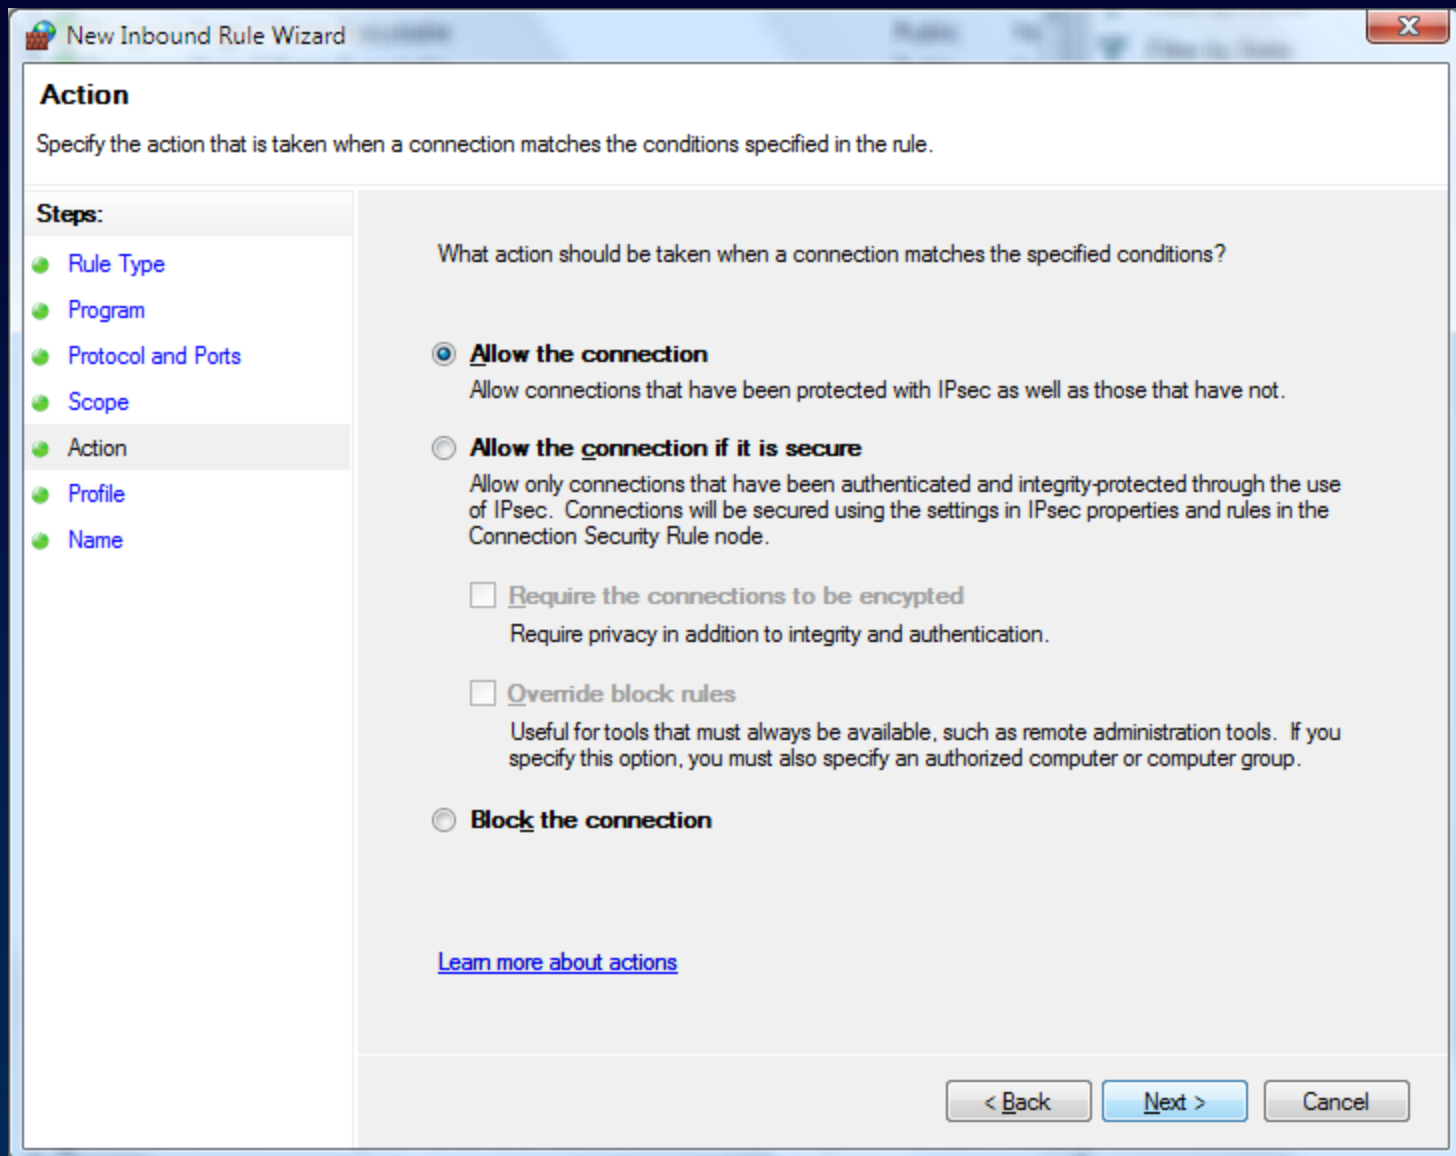 New Inbound Rule Wizard
Action
Specify the action that is taken when a connection matches the conditions specified in the rule.
Steps:
Rule Type
Program
Protocol and Ports
Scope
Action
Profile
Name
What action should be taken when a connection matches the specified conditions?
Allow the connection
Allow connections that have been protected with IPsec as well as those that have not.
Allow the connection if it is secure
Allow only connections that have been authenticated and integrity-protected through the use
of IPsec. Connections will be secured using the settings in IPsec properties and rules in the
Connection Security Rule node.
Require the connections to be encypted
Require privacy in addition to integrity and authentication.
Override block rules
Useful for tools that must always be available, such as remote administration tools. If you
specify this option, you must also specify an authorized computer or computer group.
Block the connection
Learn more about actions
< Back
Next >
Cancel